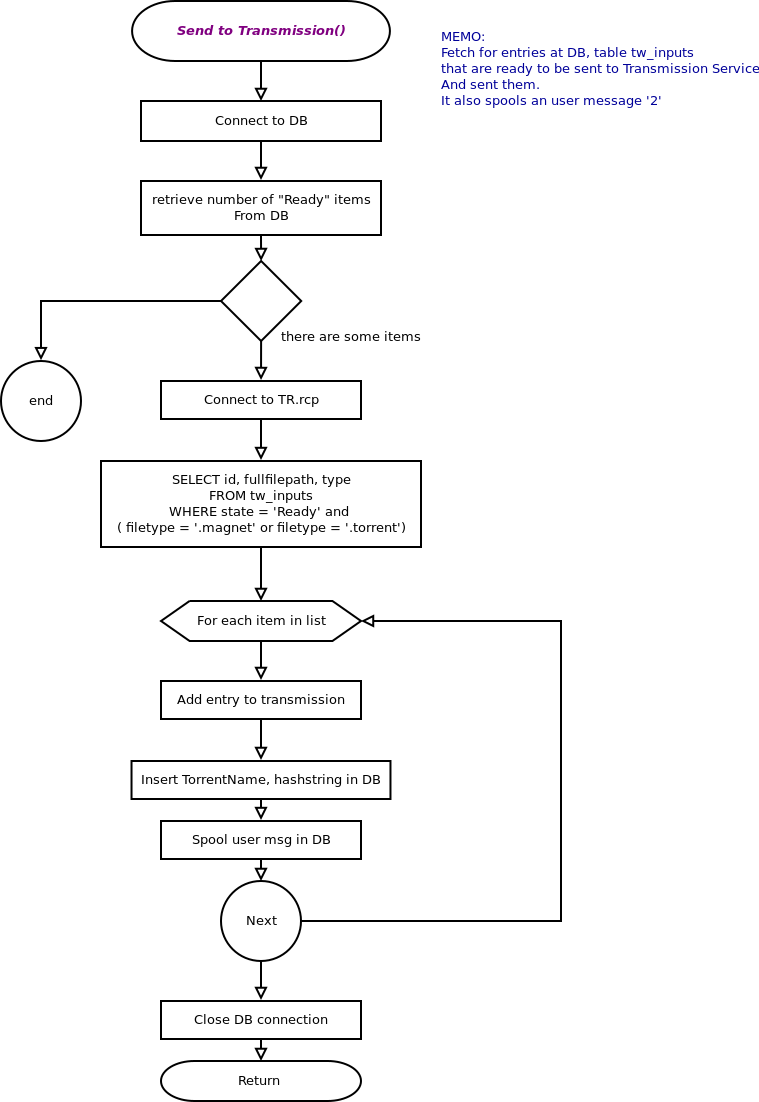 Send to Transmission()
MEMO:
Fetch for entries at DB, table tw_inputs
that are ready to be sent to Transmission Service
And sent them.
It also spools an user message '2'
Connect to DB
retrieve number of "Ready" items
From DB
there are some items
end
Connect to TR.rcp
SELECT id, fullfilepath, type
FROM tw_inputs
WHERE state = 'Ready' and
( filetype = '.magnet' or filetype = '.torrent')
For each item in list
Add entry to transmission
Insert TorrentName, hashstring in DB
Spool user msg in DB
Next
Close DB connection
Return